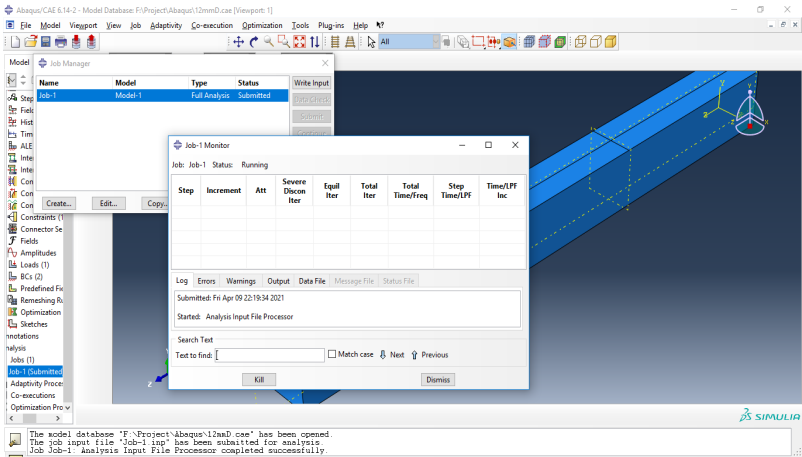 Abaqus/CAE 6.14-2 - Model Database: F:\Project\Abaqus\12mmD.cae [Viewport: 1]
File Model Viewport View Job Adaptivity Co-execution Optimization Tools Plug-ins Help
All
Model
Job Manager
Name Model Type Status
Job-1 Model-1 Full Analysis Submitted
Write Input
Data Check
Submit
Continue
Create... Edit... Copy...
Step
Field
Hist
Tim
ALE
Inte
Inte
Con
Con
Con
Constraints (1
Connector Se
Fields
Amplitudes
Loads (1)
BCs (2)
Predefined Fie
Remeshing Ru
Optimization
Sketches
nnotations
nalysis
Jobs (1)
Job-1 (Submitted
Adaptivity Proces
Co-executions
Optimization Pro
Job-1 Monitor
Job: Job-1 Status: Running
Step Increment Att Severe Discon Iter Equil Iter Total Iter Total Time/Freq Step Time/LPF Time/LPF Inc
Log Errors Warnings Output Data File Message File Status File
Submitted: Fri Apr 09 22:19:34 2021
Started: Analysis Input File Processor
Search Text
Text to find: Match case Next Previous
Kill Dismiss
Y
Z
X
Z
SIMULIA
The model database "F:\Project\Abaqus\12mmD.cae" has been opened.
The job input file "Job-1.inp" has been submitted for analysis.
Job Job-1: Analysis Input File Processor completed successfully.